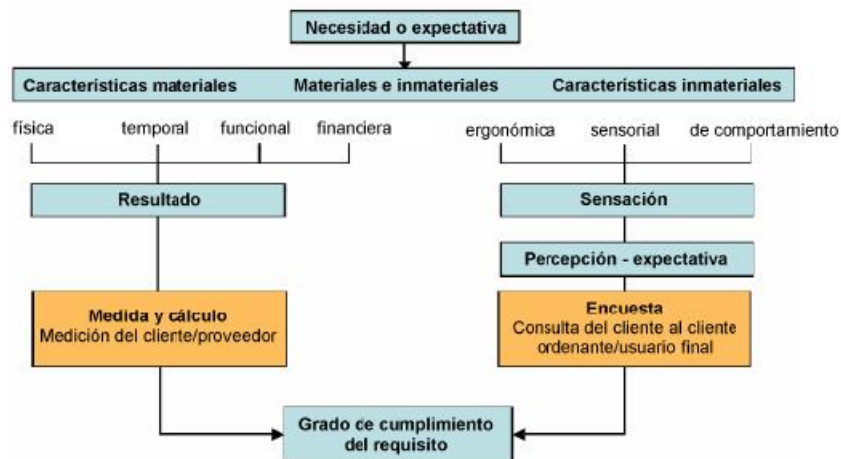 Necesidad o expectativa
Características materiales Materiales e inmateriales Características inmateriales
física temporal funcional financiera ergonómica sensorial de comportamiento
Resultado Sensación
Percepción - expectativa
Medida y cálculo
Medición del cliente/proveedor
Encuesta
Consulta del cliente al cliente
ordenante/usuario final
Grado de cumplimiento
del requisito